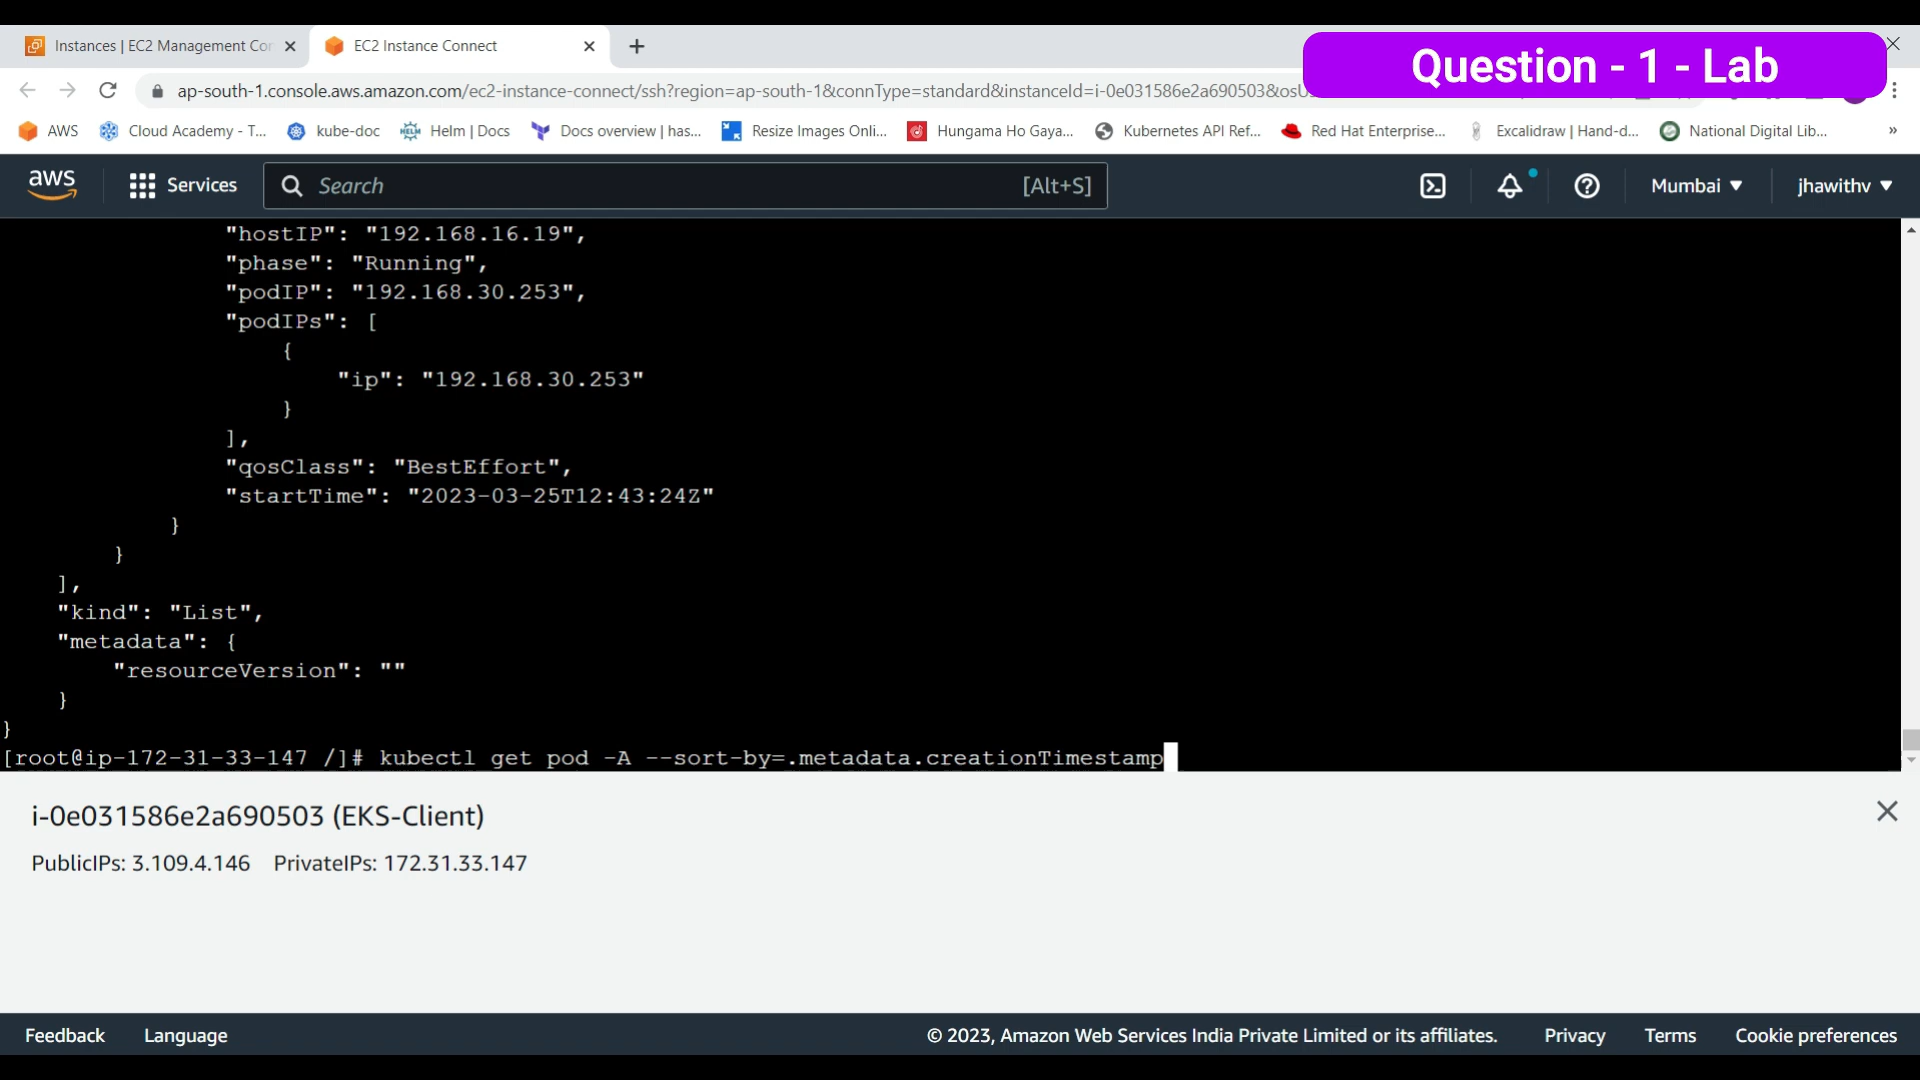 Instances | EC2 Management Con
EC2 Instance Connect
Question - 1 - Lab
ap-south-1.console.aws.amazon.com/ec2-instance-connect/ssh?region=ap-south-1&connType=standard&instanceId=i-0e031586e2a690503&osU
AWS
Cloud Academy - T...
kube-doc
Helm | Docs
Docs overview | has...
Resize Images Onli...
Hungama Ho Gaya...
Kubernetes API Ref...
Red Hat Enterprise...
Excalidraw | Hand-d...
National Digital Lib...
»
aws
Services
Search
[Alt+S]
Mumbai
jhawithv
"hostIP": "192.168.16.19",
"phase": "Running",
"podIP": "192.168.30.253",
"podIPs": [
{
"ip": "192.168.30.253"
}
],
"qosClass": "BestEffort",
"startTime": "2023-03-25T12:43:24Z"
}
}
],
"kind": "List",
"metadata": {
"resourceVersion": ""
}
}
[root@ip-172-31-33-147 /]# kubectl get pod -A --sort-by=.metadata.creationTimestamp
i-0e031586e2a690503 (EKS-Client)
PublicIPs: 3.109.4.146 PrivateIPs: 172.31.33.147
Feedback
Language
© 2023, Amazon Web Services India Private Limited or its affiliates.
Privacy
Terms
Cookie preferences